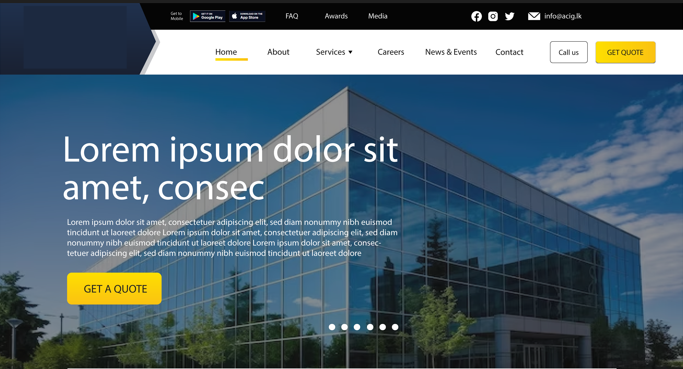 Get to
Mobile
GET IT ON
Google Play
Download on the
App Store
FAQ
Awards
Media
info@acig.lk
Home
About
Services
Careers
News & Events
Contact
Call us
GET QUOTE
Lorem ipsum dolor sit
amet, consec
Lorem ipsum dolor sit amet, consectetuer adipiscing elit, sed diam nonummy nibh euismod
tincidunt ut laoreet dolore Lorem ipsum dolor sit amet, consectetuer adipiscing elit, sed diam
nonummy nibh euismod tincidunt ut laoreet dolore Lorem ipsum dolor sit amet, consec-
tetuer adipiscing elit, sed diam nonummy nibh euismod tincidunt ut laoreet dolore
GET A QUOTE